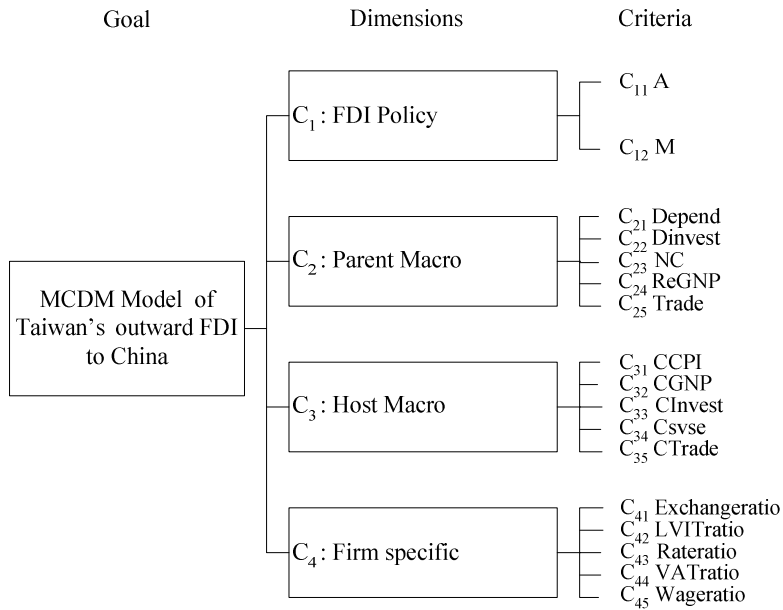 Goal
Dimensions
Criteria
MCDM Model of
Taiwan's outward FDI
to China
C1 : FDI Policy
C11 A
C12 M
C2 : Parent Macro
C21 Depend
C22 Dinvest
C23 NC
C24 ReGNP
C25 Trade
C3 : Host Macro
C31 CCPI
C32 CGNP
C33 CInvest
C34 Csvse
C35 CTrade
C4 : Firm specific
C41 Exchangeratio
C42 LVITratio
C43 Rateratio
C44 VATratio
C45 Wageratio